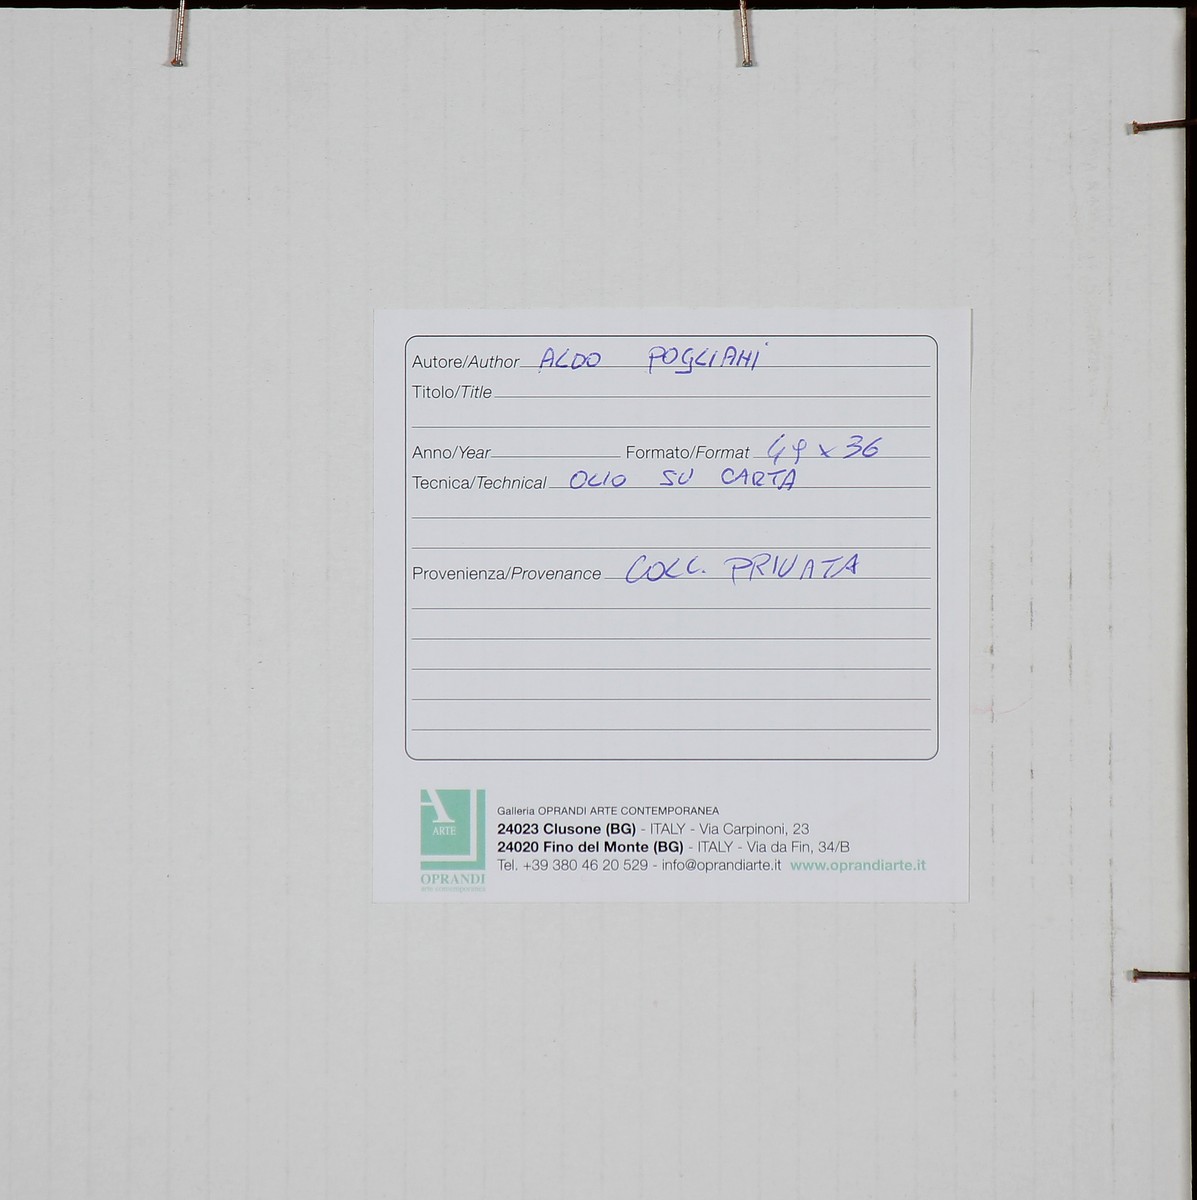 Autore/Author ALDO POGLIANI
Titolo/Title
Anno/Year Formato/Format 49 x 36
Tecnica/Technical OLIO SU CARTA
Provenienza/Provenance COLL. PRIVATA
A
ARTE
OPRANDI
arte contemporanea
Galleria OPRANDI ARTE CONTEMPORANEA
24023 Clusone (BG) - ITALY - Via Carpinoni, 23
24020 Fino del Monte (BG) - ITALY - Via da Fin, 34/B
Tel. +39 380 46 20 529 - info@oprandiarte.it www.oprandiarte.it